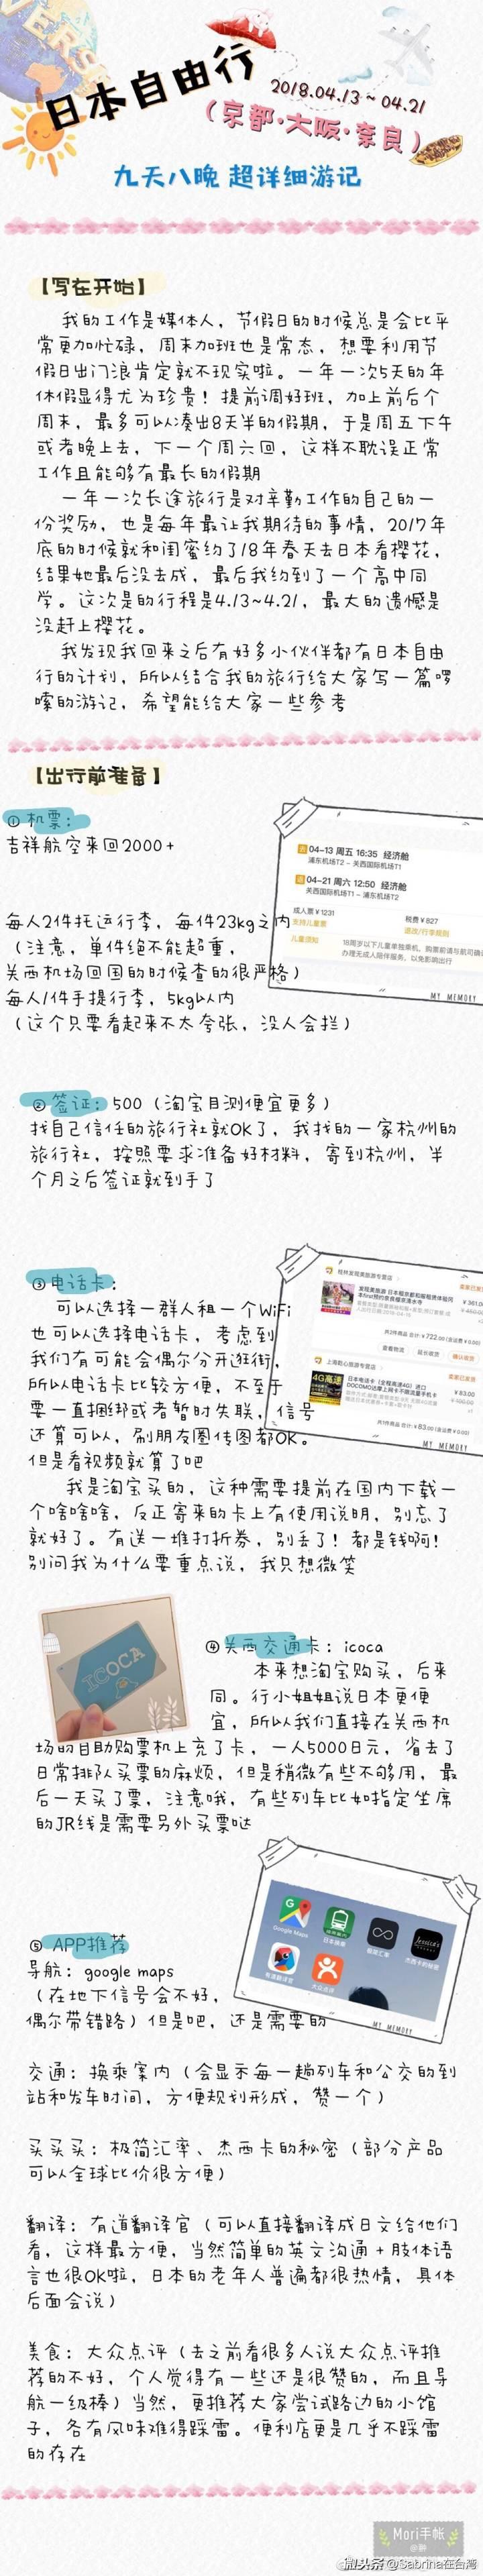 VERSE
日本自由行
2018.04.13 ~ 04.21
（京都·大阪·奈良）
九天八晚 超详细游记
【写在开始】
我的工作是媒体人，节假日的时候总是会比平
常更加忙碌，周末加班也是常态，想要利用节
假日出门浪肯定就不现实啦。一年一次5天的年
休假显得尤为珍贵！提前调好班，加上前后个
周末，最多可以凑出8天半的假期，于是周五下午
或者晚上去，下一个周六回，这样不耽误正常
工作且能够有最长的假期
一年一次长途旅行是对辛勤工作的自己的一
份奖励，也是每年最让我期待的事情，2017年
底的时候就和闺蜜约了18年春天去日本看樱花，
结果她最后没去成，最后我约到了一个高中同
学。这次是的行程是4.13~4.21，最大的遗憾是
没赶上樱花。
我发现我回来之后有好多小伙伴都有日本自由
行的计划，所以结合我的旅行给大家写一篇啰
嗦的游记，希望能给大家一些参考
【出行前准备】
① 机票：
吉祥航空来回2000+
04-13 周五 16:35 经济舱
浦东机场T2 - 关西国际机场T1
04-21 周六 12:50 经济舱
关西国际机场T1 - 浦东机场T2
成人票 ¥1231 税费 ¥827
支持儿童票 退改/行李规则
儿童须知
18周岁以下儿童单独乘机，购票前请与航司确认
办理无成人陪伴服务，以免影响出行
MY MEMORY
每人2件托运行李，每件23kg之内
（注意，单件绝不能超重，
关西机场回国的时候查的很严格）
每人1件手提行李，5kg以内
（这个只要看起来不太夸张，没人会拦）
② 签证：500（淘宝目测便宜更多）
找自己信任的旅行社就OK了，我找的一家杭州的
旅行社，按照要求准备好材料，寄到杭州，半
个月之后签证就到手了
③ 电话卡：
可以选择一群人租一个WiFi
也可以选择电话卡，考虑到
我们有可能会偶尔分开逛街，
所以电话卡比较方便，不至于
要一直捆绑或者暂时失联，信号
还算可以，刷朋友圈传图都OK。
但是看视频就算了吧
桂林发现美旅游专营店
共2件商品 合计: ¥722.00
查看物流 延长收货 确认收货
4G高速
¥83.00
MY MEMORY
我是淘宝买的，这种需要提前在国内下载一
个啥啥啥，反正寄来的卡上有使用说明，别忘了
就好了。有送一堆打折券，别丢了！都是钱啊！
别问我为什么要重点说，我只想微笑
ICOCA
④ 关西交通卡：icoca
本来想淘宝购买，后来
同。行小姐姐说日本更便
宜，所以我们直接在关西机
场的自助购票机上充了卡，一人5000日元，省去了
日常排队买票的麻烦，但是稍微有些不够用，最
后一天买了票，注意哦，有些列车比如指定坐席
的JR线是需要另外买票哒
Google Maps
极简汇率
杰西卡的秘密
有道翻译官
大众点评
MY MEMORY
⑤ APP推荐
导航：google maps
（在地下信号会不好，
偶尔带错路）但是吧，还是需要的
交通：换乘案内（会显示每一趟列车和公交的到
站和发车时间，方便规划形成，赞一个）
买买买：极简汇率、杰西卡的秘密（部分产品
可以全球比价很方便）
翻译：有道翻译官（可以直接翻译成日文给他们
看，这样最方便，当然简单的英文沟通+肢体语
言也很OK啦，日本的老年人普遍都很热情，具体
后面会说）
美食：大众点评（去之前看很多人说大众点评推
荐的不好，个人觉得有一些还是很赞的，而且导
航一级棒）当然，更推荐大家尝试路边的小馆
子，各有风味难得踩雷。便利店更是几乎不踩雷
的存在
Mori手帐
头条 @Sabrina在台湾